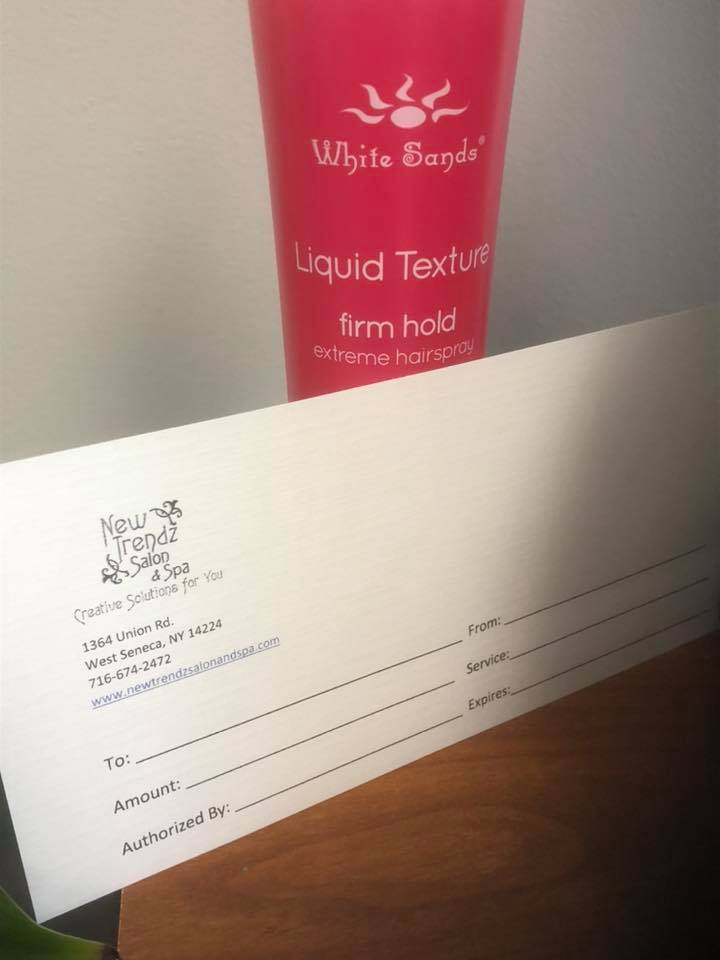 White Sands®
Liquid Texture
firm hold
extreme hairspray
New
Trendz
Salon
& Spa
Creative Solutions for You
1364 Union Rd.
West Seneca, NY 14224
716-674-2472
www.newtrendzsalonandspa.com
To: From:
Amount: Service:
Authorized By: Expires: